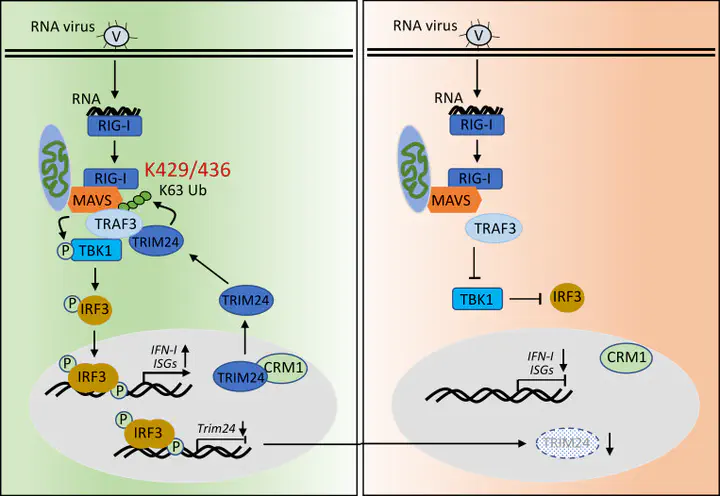 RNA virus
V
RNA
RIG-I
RIG-I
K429/436
K63 Ub
MAVS
TRAF3
TRIM24
P
TBK1
P
IRF3
TRIM24
P
IFN-I
ISGs
IRF3
P
TRIM24
CRM1
P
IRF3
P
Trim24
RNA virus
V
RNA
RIG-I
RIG-I
MAVS
TRAF3
TBK1
IRF3
IFN-I
ISGs
CRM1
TRIM24